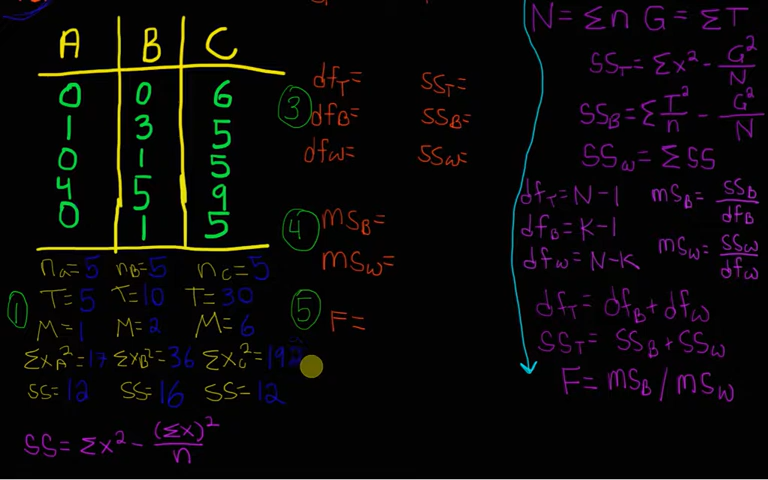 A B C
0 0 6
1 3 5
0 1 5
4 5 9
0 1 5
nA=5 nB=5 nC=5
① T=5 T=10 T=30
M=1 M=2 M=6
ΣxA²=17 ΣxB²=36 ΣxC²=192
SS=12 SS=16 SS=12
SS= Σx² - (Σx)²/n
③
dfT= SST=
dfB= SSB=
dfw= SSw=
④
mSB=
mSw=
⑤
F=
N=Σn G=ΣT
SST= Σx² - G²/N
SSB= ΣT²/n - G²/N
SSw= ΣSS
dfT= N-1 mSB= SSB/dfB
dfB= K-1
dfw= N-K mSw= SSw/dfw
dfT= dfB+dfw
SST= SSB+SSw
F= mSB/mSw